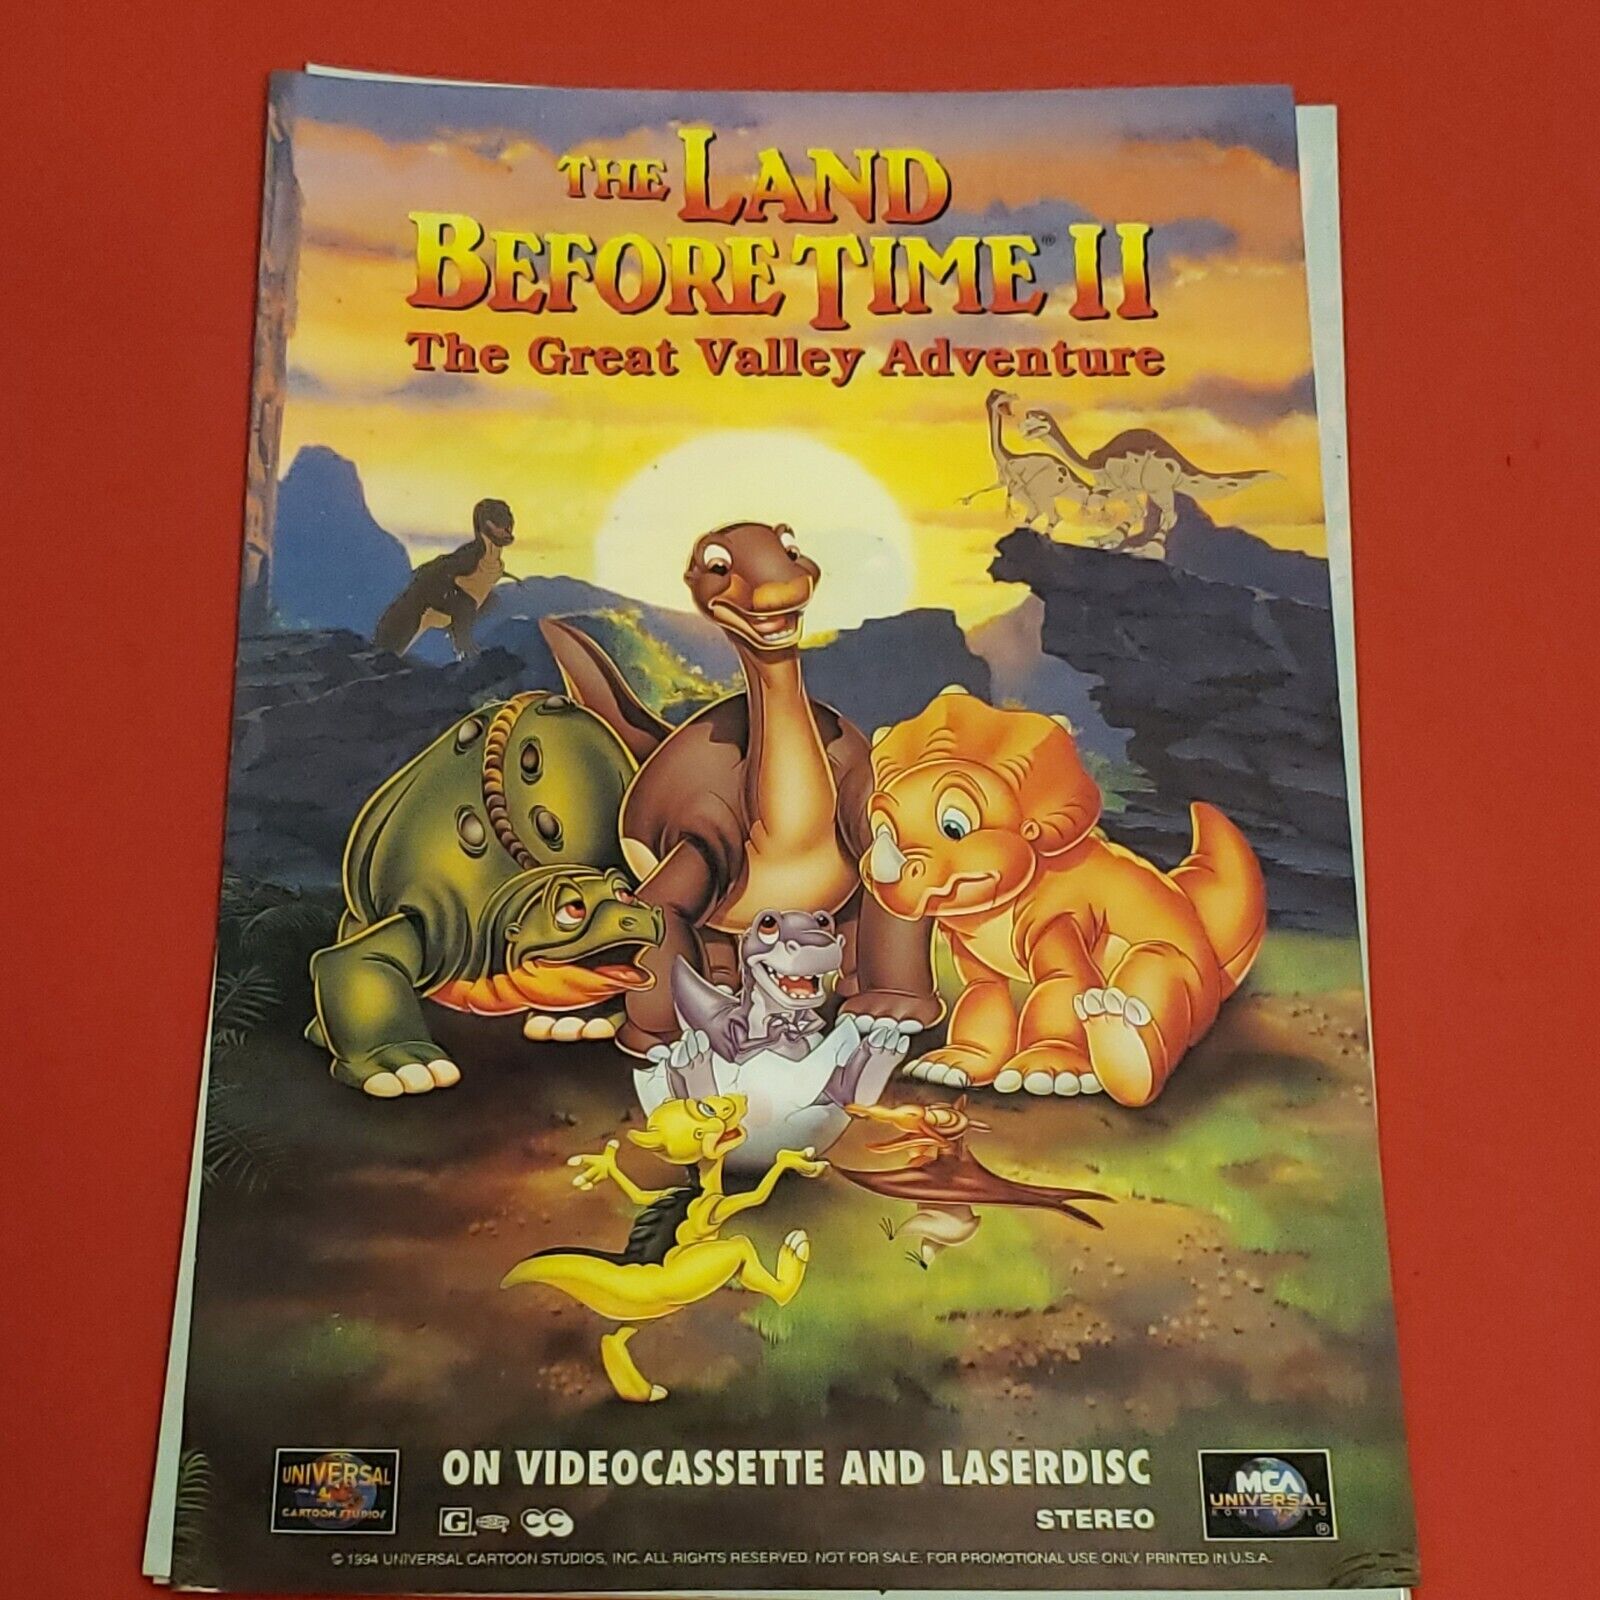 THE LAND
BEFORE TIME® II
The Great Valley Adventure
ON VIDEOCASSETTE AND LASERDISC
UNIVERSAL
CARTOON STUDIOS
G CC
STEREO
MCA
UNIVERSAL
HOME VIDEO
®
© 1994 UNIVERSAL CARTOON STUDIOS, INC. ALL RIGHTS RESERVED. NOT FOR SALE. FOR PROMOTIONAL USE ONLY. PRINTED IN U.S.A.